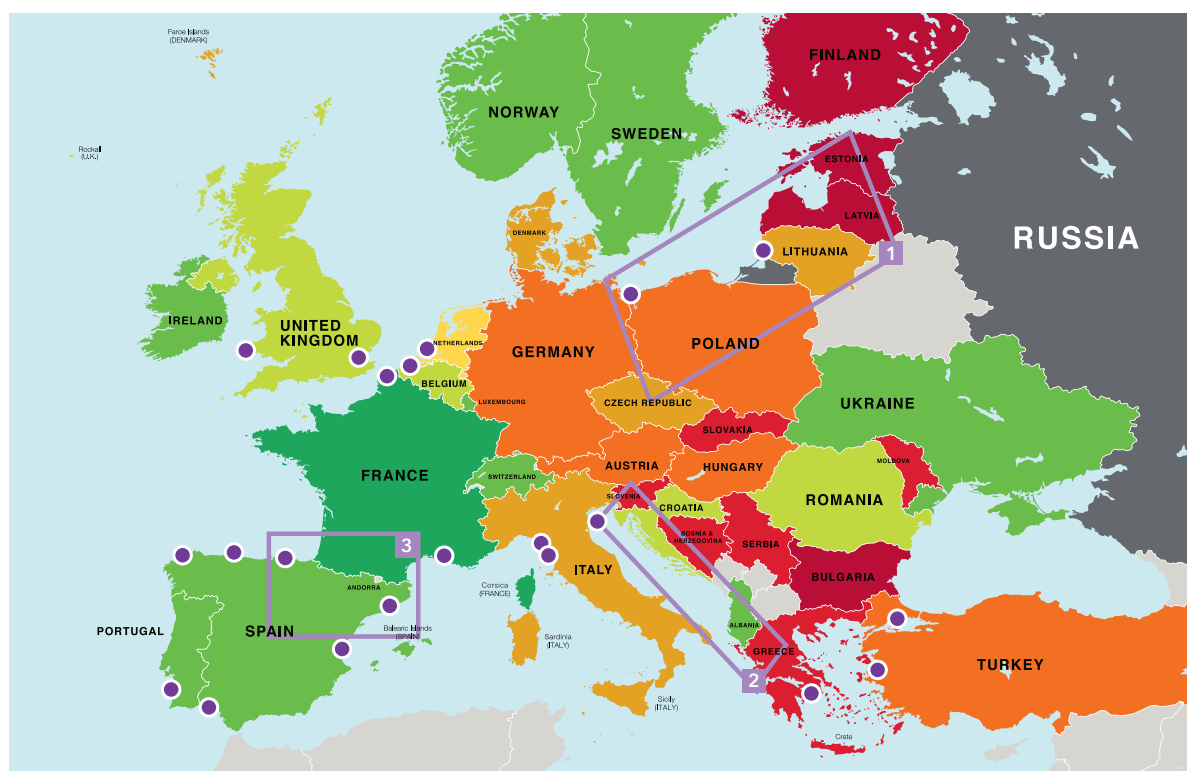 Faroe Islands
(DENMARK)
FINLAND
NORWAY
SWEDEN
Rockall
(U.K.)
ESTONIA
LATVIA
RUSSIA
DENMARK
LITHUANIA
1
IRELAND
UNITED
KINGDOM
NETHERLANDS
GERMANY
POLAND
BELGIUM
LUXEMBOURG
CZECH REPUBLIC
UKRAINE
SLOVAKIA
FRANCE
SWITZERLAND
AUSTRIA
HUNGARY
MOLDOVA
SLOVENIA
CROATIA
ROMANIA
BOSNIA &
HERZEGOVINA
SERBIA
3
ITALY
BULGARIA
ANDORRA
Corsica
(FRANCE)
PORTUGAL
SPAIN
Balearic Islands
(SPAIN)
Sardinia
(ITALY)
ALBANIA
GREECE
TURKEY
2
Sicily
(ITALY)
Crete